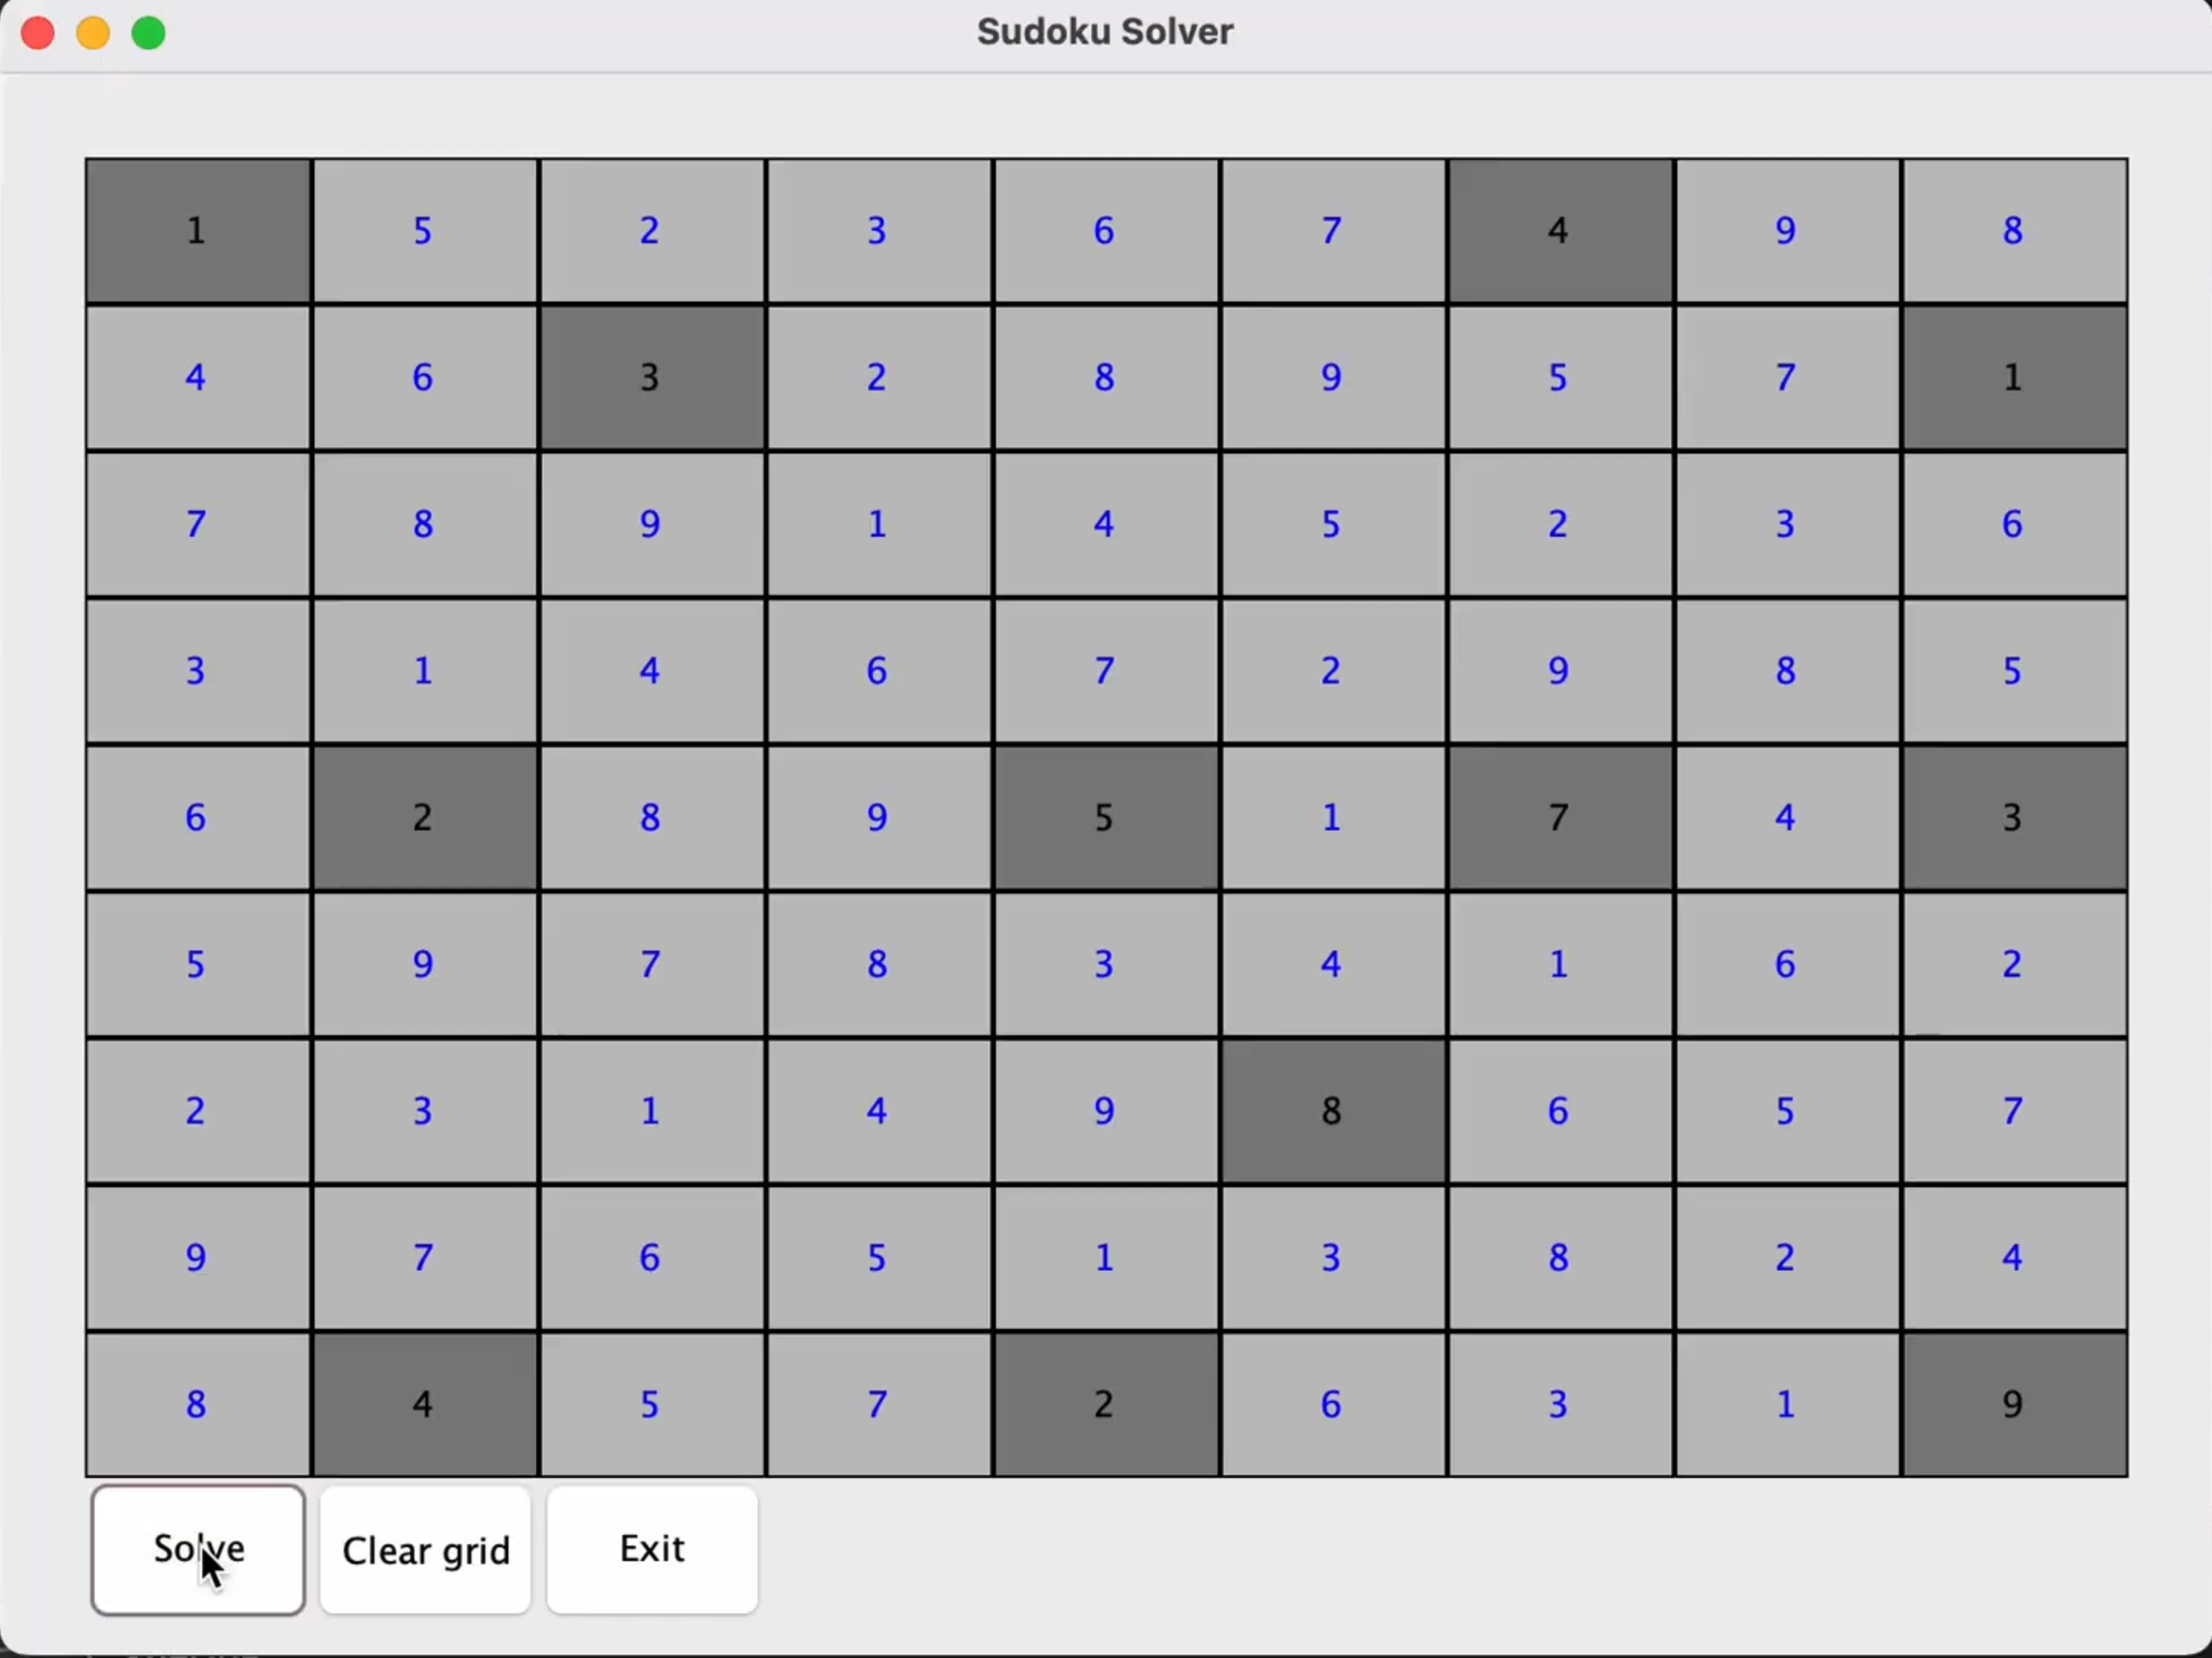 Sudoku Solver
1 5 2 3 6 7 4 9 8
4 6 3 2 8 9 5 7 1
7 8 9 1 4 5 2 3 6
3 1 4 6 7 2 9 8 5
6 2 8 9 5 1 7 4 3
5 9 7 8 3 4 1 6 2
2 3 1 4 9 8 6 5 7
9 7 6 5 1 3 8 2 4
8 4 5 7 2 6 3 1 9
Solve Clear grid Exit